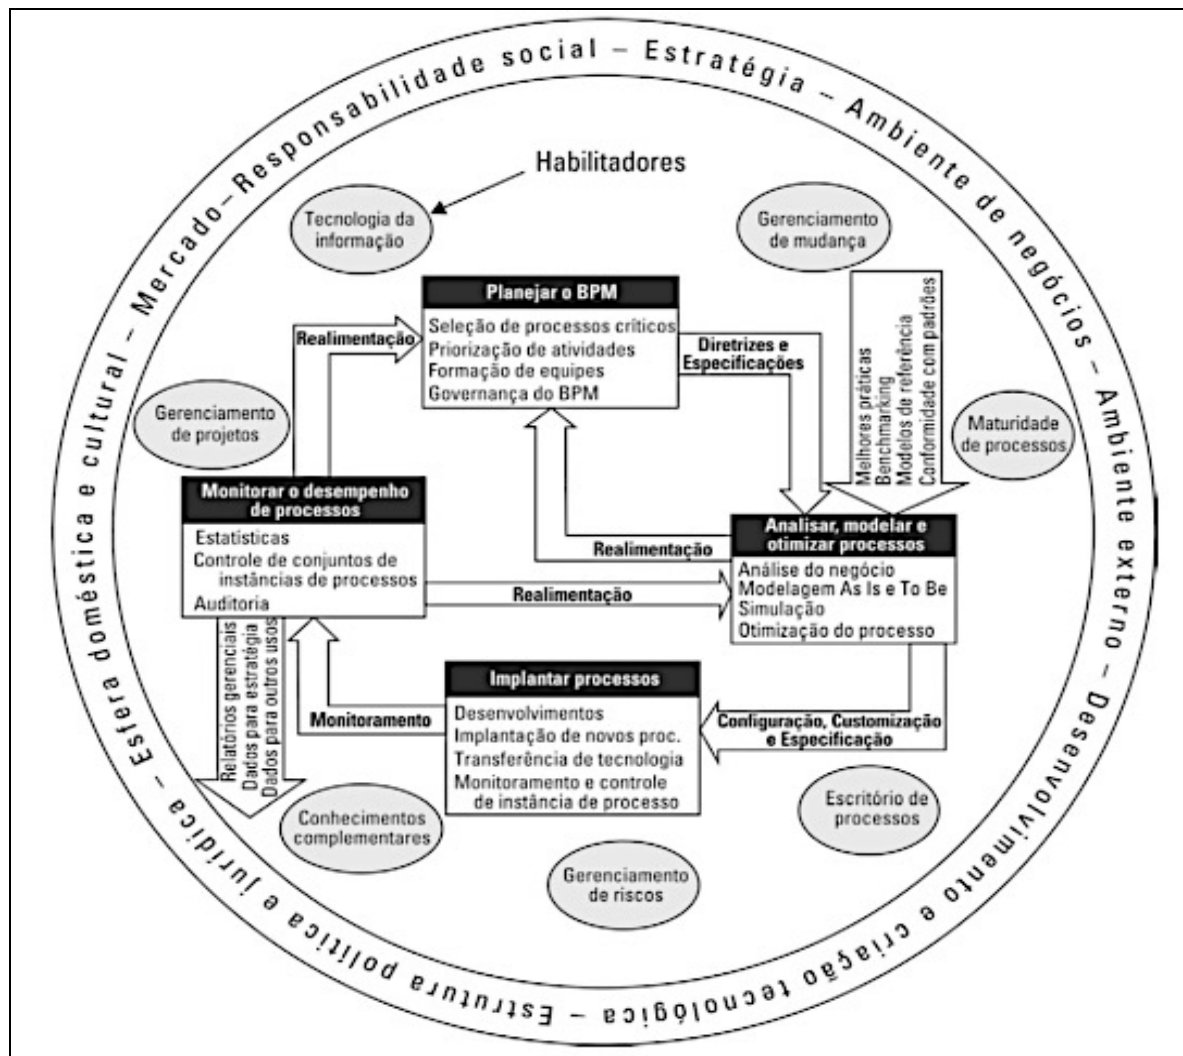 Mercado – Responsabilidade social – Estratégia – Ambiente de negócios – Ambiente externo – Desenvolvimento e criação tecnológica – Estrutura política e jurídica – Esfera doméstica e cultural –
Habilitadores
Tecnologia da
informação
Gerenciamento
de mudança
Planejar o BPM
Seleção de processos críticos
Priorização de atividades
Formação de equipes
Governança do BPM
Realimentação
Diretrizes e
Especificações
Melhores práticas
Benchmarking
Modelos de referência
Conformidade com padrões
Gerenciamento
de projetos
Maturidade
de processos
Monitorar o desempenho
de processos
Estatísticas
Controle de conjuntos de
instâncias de processos
Auditoria
Analisar, modelar e
otimizar processos
Análise do negócio
Modelagem As Is e To Be
Simulação
Otimização do processo
Realimentação
Realimentação
Relatórios gerenciais
Dados para estratégia
Dados para outros usos
Implantar processos
Desenvolvimentos
Implantação de novos proc.
Transferência de tecnologia
Monitoramento e controle
de instância de processo
Monitoramento
Configuração, Customização
e Especificação
Conhecimentos
complementares
Escritório de
processos
Gerenciamento
de riscos